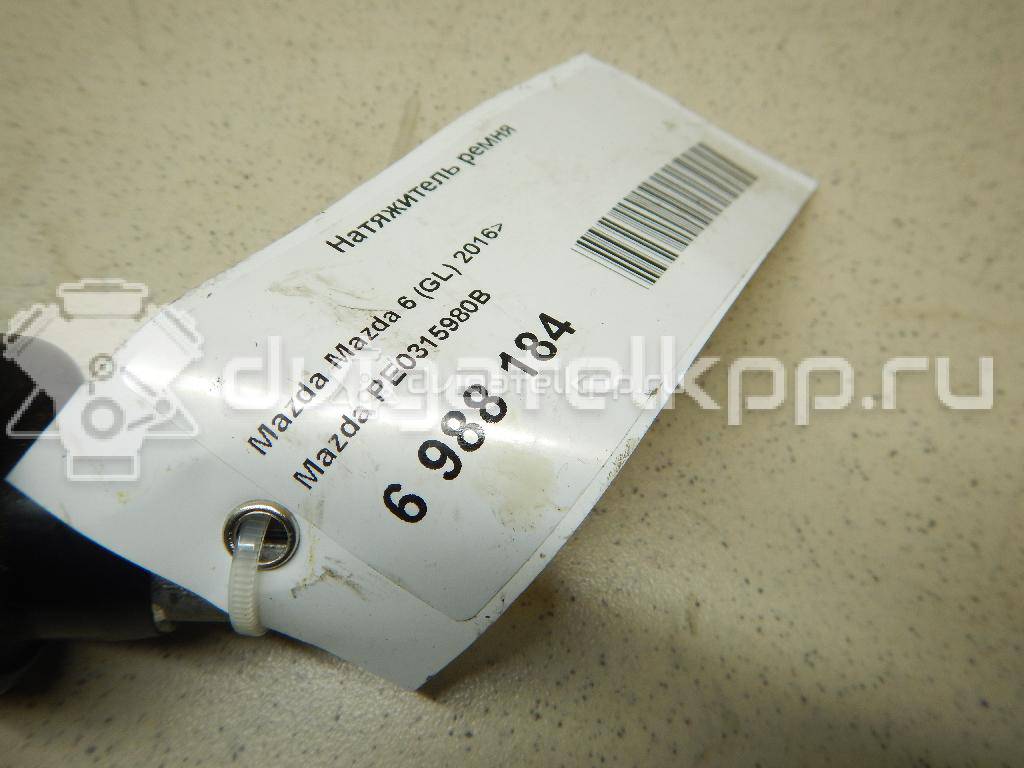 Натяжитель ремня
Mazda Mazda 6 (GL) 2016>
Mazda PE0315980B
6 988 184
dvigatelkpp.ru